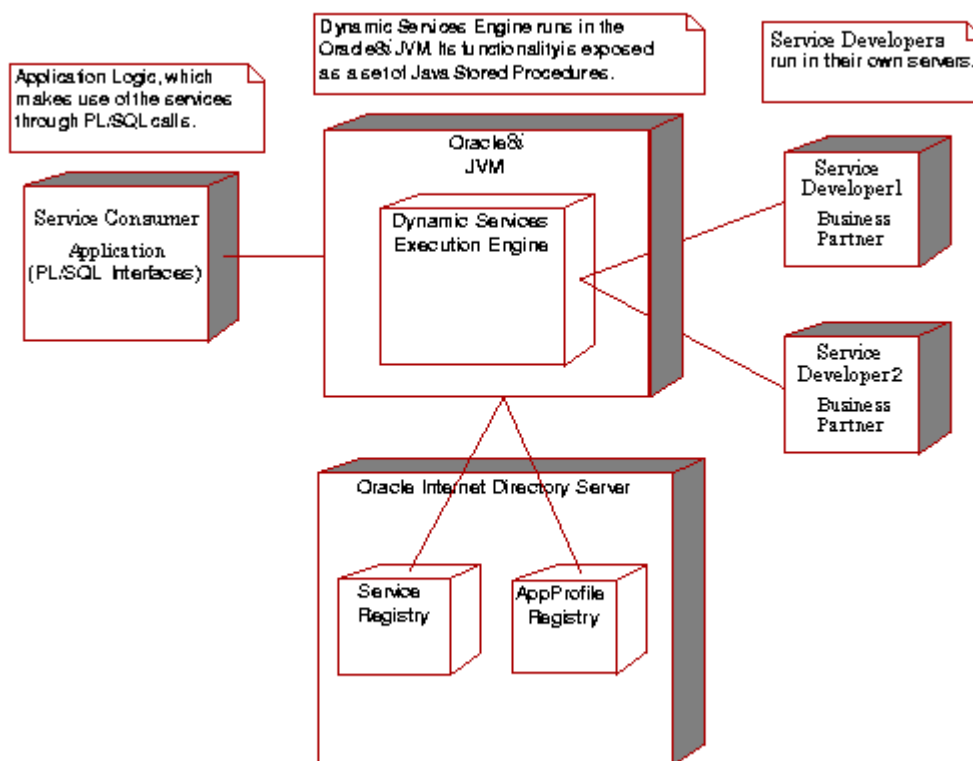 Application Logic, which
makes use of the services
through PL/SQL calls.
Dynamic Services Engine runs in the
Oracle8i JVM. Its functionality is exposed
as a set of Java Stored Procedures.
Service Developers
run in their own servers.
Service Consumer
Application
(PL/SQL Interfaces)
Oracle8i
JVM
Dynamic Services
Execution Engine
Service
Developer1
Business
Partner
Service
Developer2
Business
Partner
Oracle Internet Directory Server
Service
Registry
AppProfile
Registry